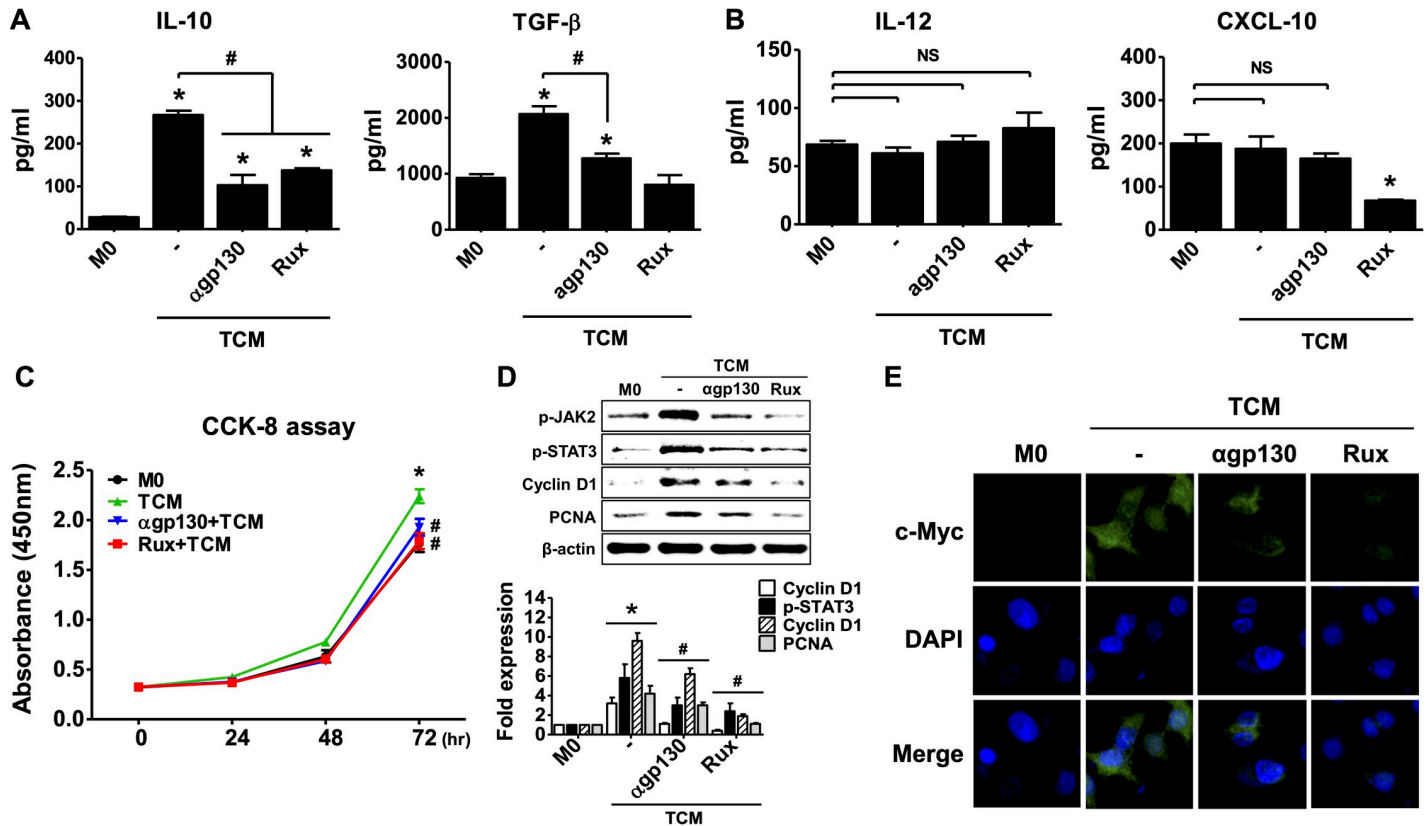 A
IL-10
pg/ml
400
300
200
100
0
*
#
*
*
M0
-
αgp130
Rux
TCM
TGF-β
pg/ml
3000
2000
1000
0
*
#
*
M0
-
agp130
Rux
TCM
B
IL-12
pg/ml
150
100
50
0
NS
M0
-
agp130
Rux
TCM
CXCL-10
pg/ml
400
300
200
100
0
NS
*
M0
-
agp130
Rux
TCM
C
CCK-8 assay
Absorbance (450nm)
2.5
2.0
1.5
1.0
0.5
0.0
M0
TCM
αgp130+TCM
Rux+TCM
*
#
#
0 24 48 72 (hr)
D
TCM
M0 - αgp130 Rux
p-JAK2
p-STAT3
Cyclin D1
PCNA
β-actin
Fold expression
14
12
10
8
6
4
2
0
*
#
#
Cyclin D1
p-STAT3
Cyclin D1
PCNA
M0
-
αgp130
Rux
TCM
E
TCM
M0 - αgp130 Rux
c-Myc
DAPI
Merge